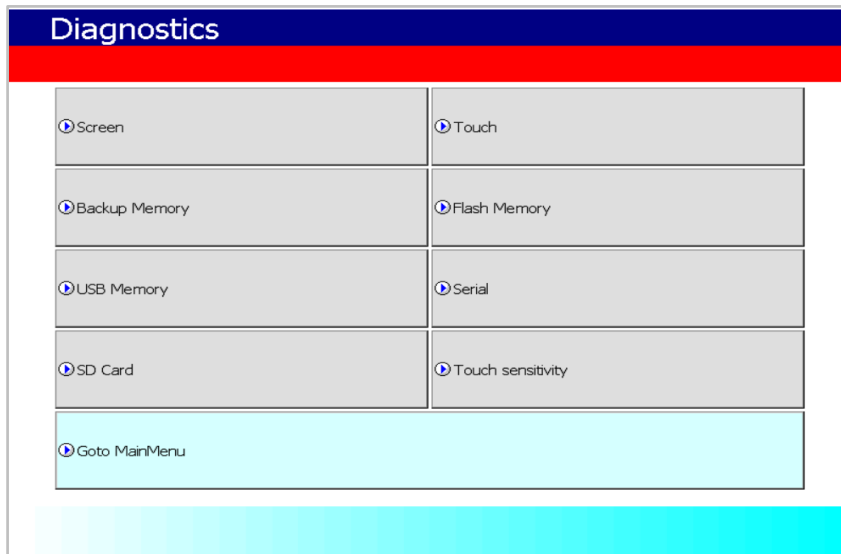 Diagnostics
Screen
Touch
Backup Memory
Flash Memory
USB Memory
Serial
SD Card
Touch sensitivity
Goto MainMenu